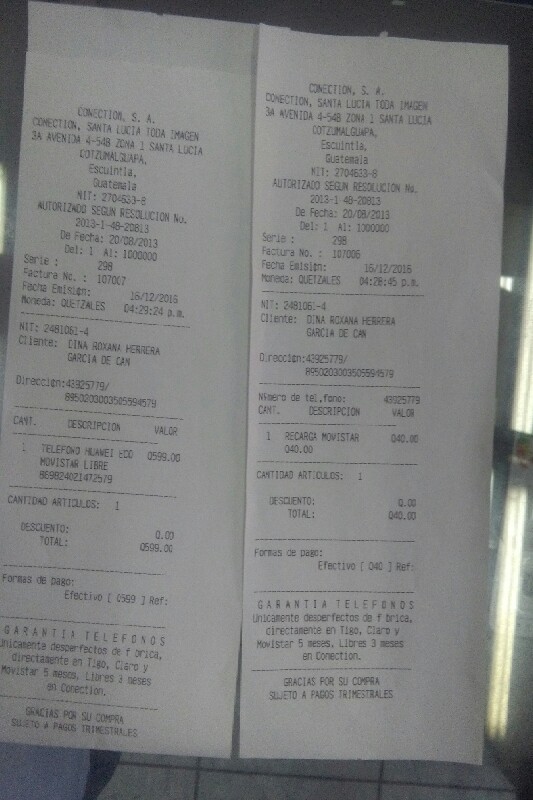 CONECTION, S. A.
CONECTION, SANTA LUCIA TODA IMAGEN
3A AVENIDA 4-548 ZONA 1 SANTA LUCIA
COTZUMALGUAPA,
Escuintla,
Guatemala
NIT: 2704633-8
AUTORIZADO SEGUN RESOLUCION No.
2013-1-48-20813
De Fecha: 20/08/2013
Del: 1 Al: 1000000
Serie : 298
Factura No. : 107007
Fecha Emisión: 16/12/2016
Moneda: QUETZALES 04:29:24 p.m.
NIT: 2481061-4
Cliente: DINA ROXANA HERRERA
GARCIA DE CAN
Dirección:43925779/
8950203003505594579
CANT. DESCRIPCION VALOR
1 TELEFONO HUAWEI Q599.00
MOVISTAR LIBRE
869824021472579
CANTIDAD ARTICULOS: 1
DESCUENTO: 0.00
TOTAL: Q599.00
Formas de pago:
Efectivo [ Q599 ] Ref:
GARANTIA TELEFONOS
Unicamente desperfectos de f brica,
directamente en Tigo, Claro y
Movistar 5 meses, Libres 3 meses
en Conection.
GRACIAS POR SU COMPRA
SUJETO A PAGOS TRIMESTRALES
CONECTION, S. A.
CONECTION, SANTA LUCIA TODA IMAGEN
3A AVENIDA 4-548 ZONA 1 SANTA LUCIA
COTZUMALGUAPA,
Escuintla,
Guatemala
NIT: 2704633-8
AUTORIZADO SEGUN RESOLUCION No.
2013-1-48-20813
De Fecha: 20/08/2013
Del: 1 Al: 1000000
Serie : 298
Factura No. : 107006
Fecha Emisión: 16/12/2016
Moneda: QUETZALES 04:28:45 p.m.
NIT: 2481061-4
Cliente: DINA ROXANA HERRERA
GARCIA DE CAN
Dirección:43925779/
8950203003505594579
Número de tel,fono: 43925779
CANT. DESCRIPCION VALOR
1 RECARGA MOVISTAR Q40.00
Q40.00
CANTIDAD ARTICULOS: 1
DESCUENTO: 0.00
TOTAL: Q40.00
Formas de pago:
Efectivo [ Q40 ] Ref:
GARANTIA TELEFONOS
Unicamente desperfectos de f brica,
directamente en Tigo, Claro y
Movistar 5 meses, Libres 3 meses
en Conection.
GRACIAS POR SU COMPRA
SUJETO A PAGOS TRIMESTRALES